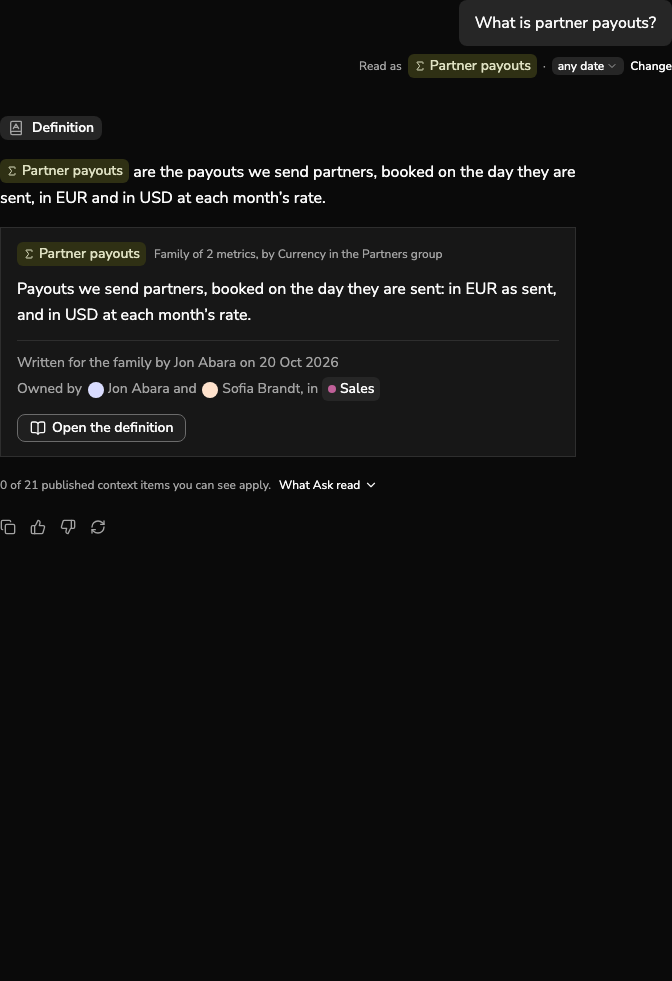 What is partner payouts?
Read as Σ Partner payouts · any date Change
Definition
Σ Partner payouts are the payouts we send partners, booked on the day they are
sent, in EUR and in USD at each month’s rate.
Σ Partner payouts Family of 2 metrics, by Currency in the Partners group
Payouts we send partners, booked on the day they are sent: in EUR as sent,
and in USD at each month's rate.
Written for the family by Jon Abara on 20 Oct 2026
Owned by Jon Abara and Sofia Brandt, in Sales
Open the definition
0 of 21 published context items you can see apply. What Ask read